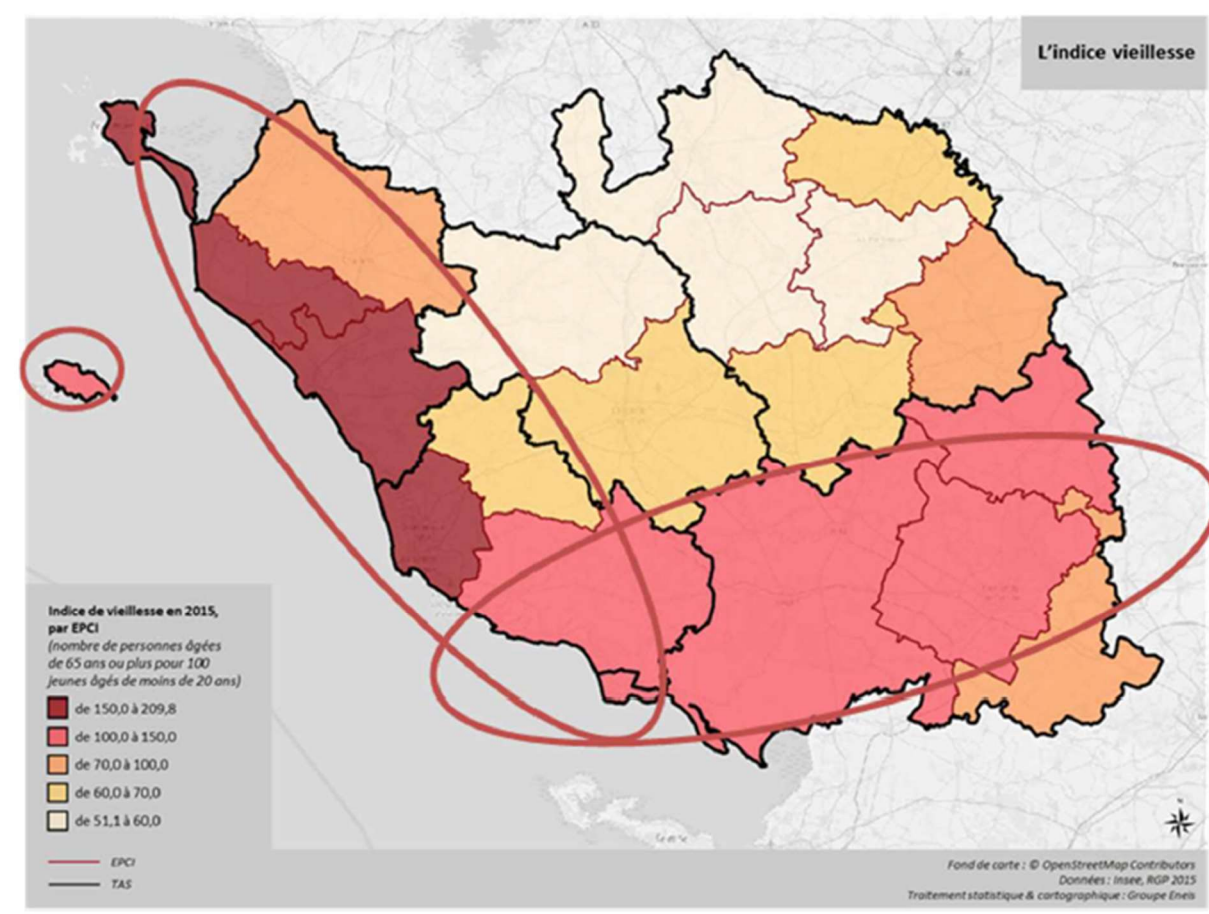 L'indice vieillesse
Indice de vieillesse en 2015,
par EPCI
(nombre de personnes âgées
de 65 ans ou plus pour 100
jeunes âgés de moins de 20 ans)
de 150,0 à 209,8
de 100,0 à 150,0
de 70,0 à 100,0
de 60,0 à 70,0
de 51,1 à 60,0
EPCI
TAS
N
Fond de carte : © OpenStreetMap Contributors
Données : Insee, RGP 2015
Traitement statistique & cartographique : Groupe Eneis